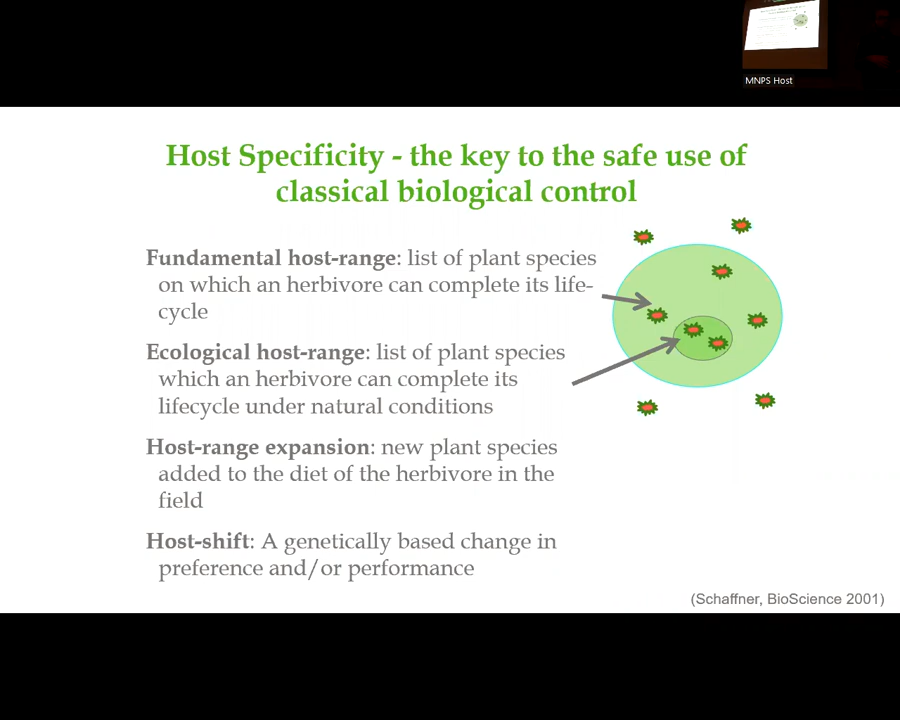 MNPS Host
Host Specificity - the key to the safe use of
classical biological control
Fundamental host-range: list of plant species
on which an herbivore can complete its life-
cycle
Ecological host-range: list of plant species
which an herbivore can complete its
lifecycle under natural conditions
Host-range expansion: new plant species
added to the diet of the herbivore in the
field
Host-shift: A genetically based change in
preference and/or performance
(Schaffner, BioScience 2001)